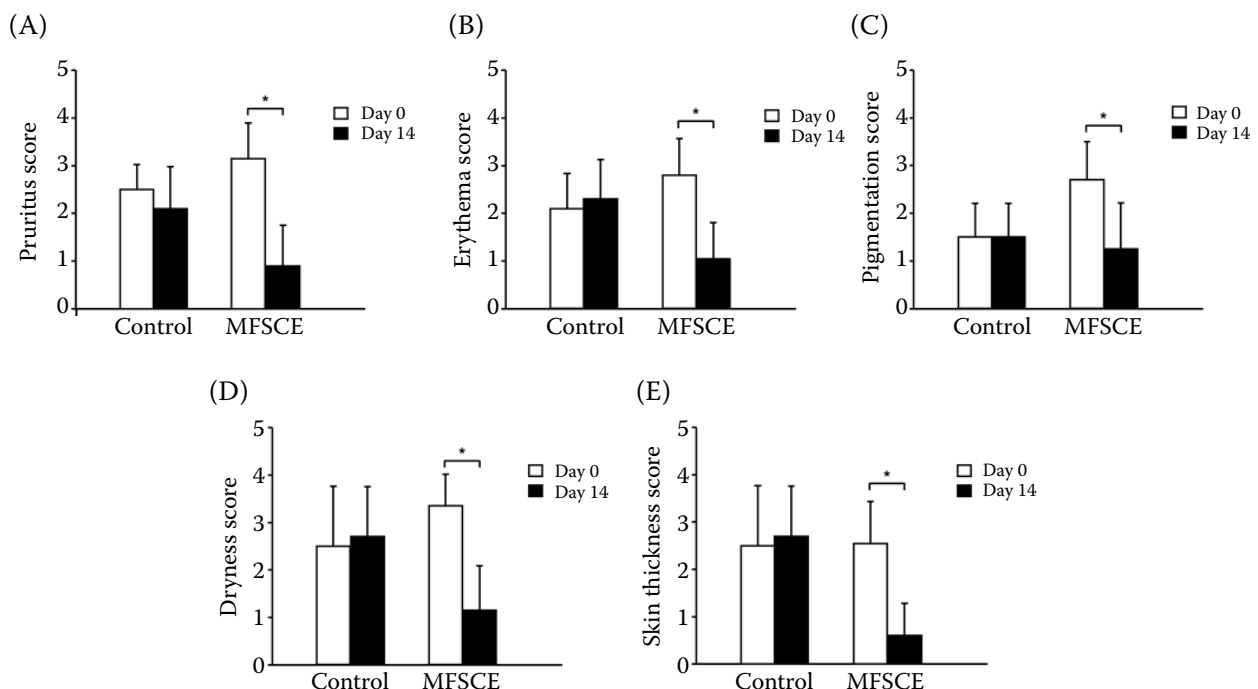 (A)
5
4
3
2
1
0
Pruritus score
*
Day 0
Day 14
Control MFSCE
(B)
5
4
3
2
1
0
Erythema score
*
Day 0
Day 14
Control MFSCE
(C)
5
4
3
2
1
0
Pigmentation score
*
Day 0
Day 14
Control MFSCE
(D)
5
4
3
2
1
0
Dryness score
*
Day 0
Day 14
Control MFSCE
(E)
5
4
3
2
1
0
Skin thickness score
*
Day 0
Day 14
Control MFSCE